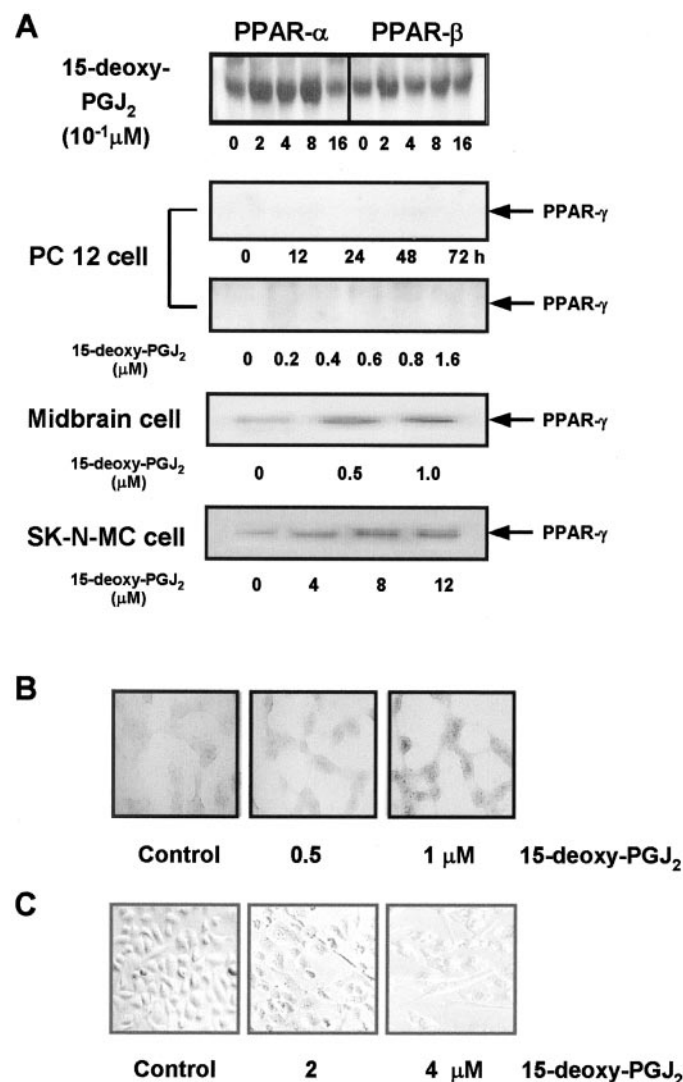 A
PPAR-α PPAR-β
15-deoxy-
PGJ₂
(10⁻¹μM)
0 2 4 8 16 0 2 4 8 16
PC 12 cell
PPAR-γ
0 12 24 48 72 h
PPAR-γ
15-deoxy-PGJ₂
(μM)
0 0.2 0.4 0.6 0.8 1.6
Midbrain cell
PPAR-γ
15-deoxy-PGJ₂
(μM)
0 0.5 1.0
SK-N-MC cell
PPAR-γ
15-deoxy-PGJ₂
(μM)
0 4 8 12
B
Control 0.5 1 μM 15-deoxy-PGJ₂
C
Control 2 4 μM 15-deoxy-PGJ₂